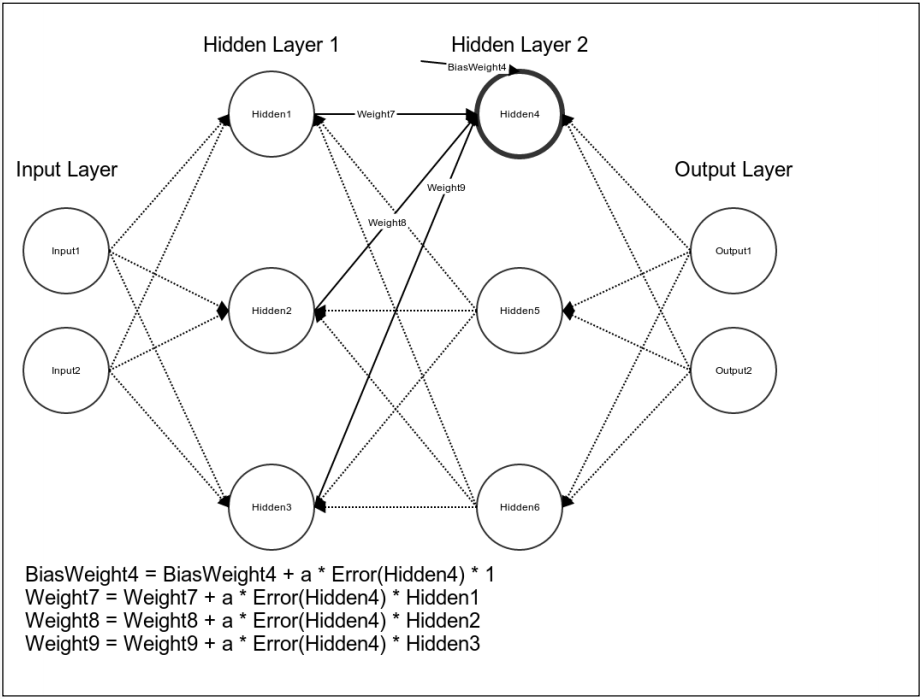 Hidden Layer 1
Hidden Layer 2
BiasWeight4
Hidden1
Weight7
Hidden4
Input Layer
Output Layer
Weight9
Weight8
Input1
Output1
Hidden2
Hidden5
Input2
Output2
Hidden3
Hidden6
BiasWeight4 = BiasWeight4 + a * Error(Hidden4) * 1
Weight7 = Weight7 + a * Error(Hidden4) * Hidden1
Weight8 = Weight8 + a * Error(Hidden4) * Hidden2
Weight9 = Weight9 + a * Error(Hidden4) * Hidden3